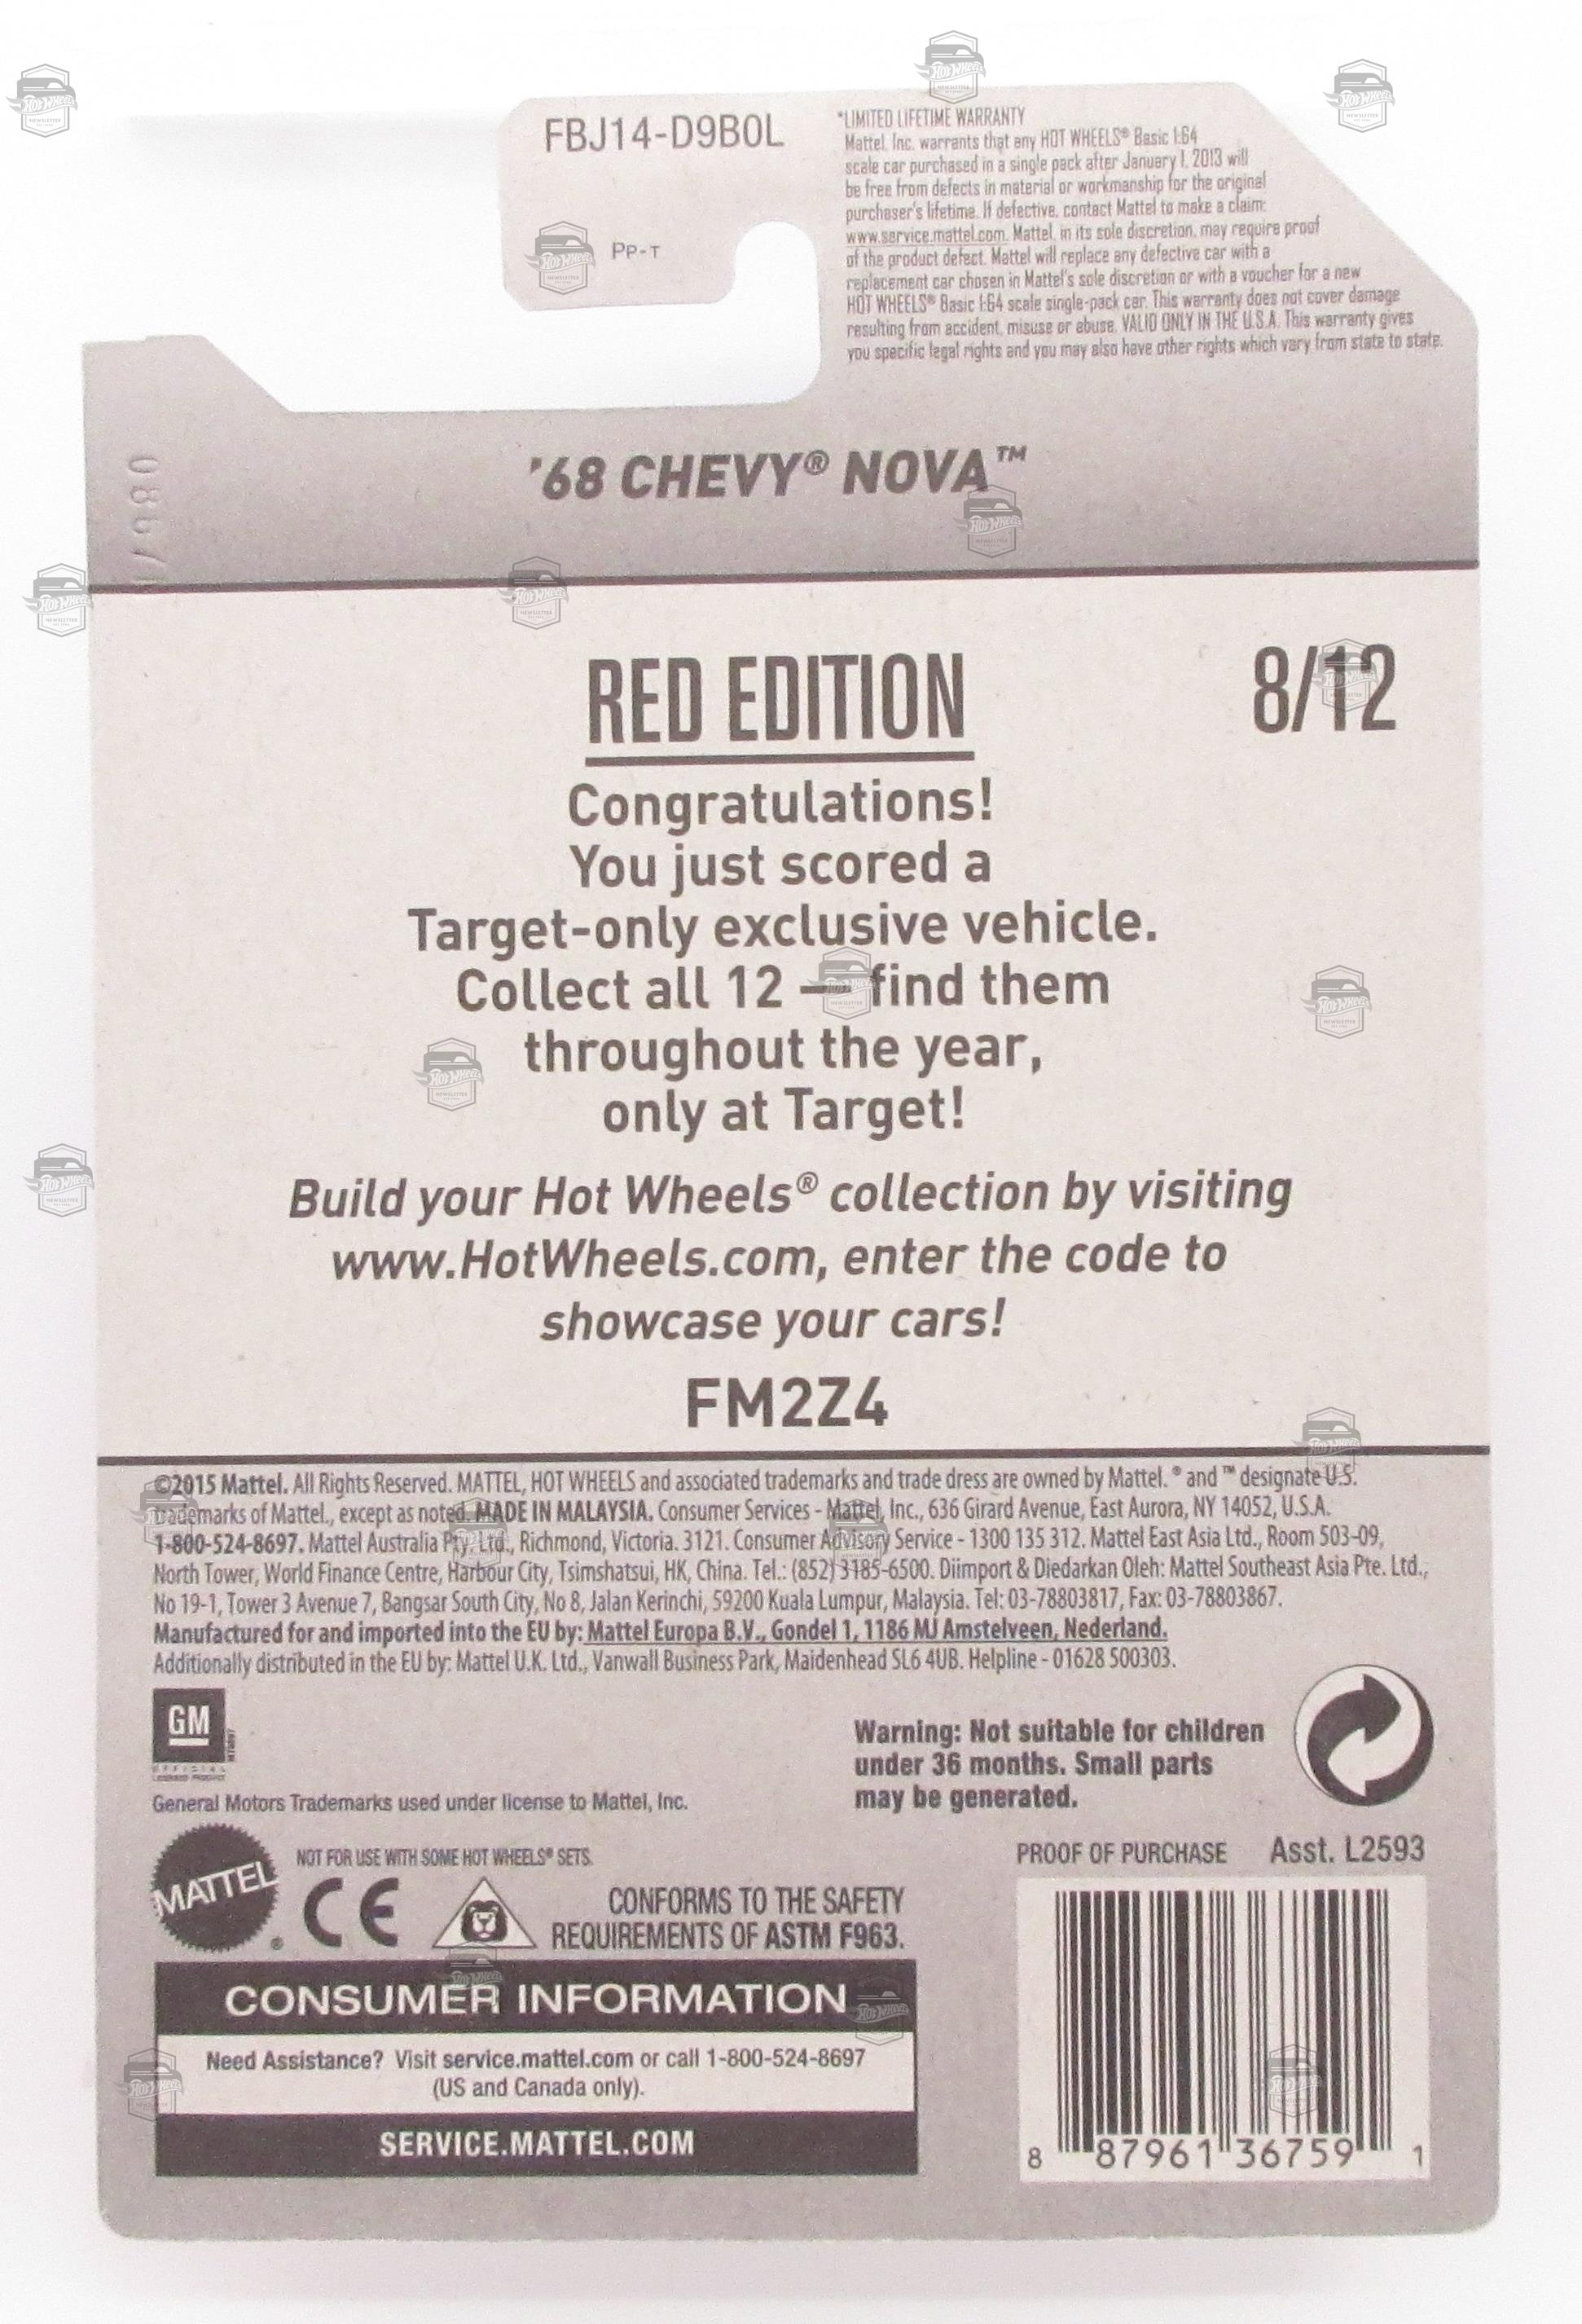 FBJ14-D9B0L
Pp-T
*LIMITED LIFETIME WARRANTY
Mattel, Inc. warrants that any HOT WHEELS® Basic 1:64
scale car purchased in a single pack after January 1, 2013 will
be free from defects in material or workmanship for the original
purchaser's lifetime. If defective, contact Mattel to make a claim:
www.service.mattel.com. Mattel, in its sole discretion, may require proof
of the product defect. Mattel will replace any defective car with a
replacement car chosen in Mattel's sole discretion or with a voucher for a new
HOT WHEELS® Basic 1:64 scale single-pack car. This warranty does not cover damage
resulting from accident, misuse or abuse. VALID ONLY IN THE U.S.A. This warranty gives
you specific legal rights and you may also have other rights which vary from state to state.
'68 CHEVY® NOVA™
RED EDITION
8/12
Congratulations!
You just scored a
Target-only exclusive vehicle.
Collect all 12 — find them
throughout the year,
only at Target!
Build your Hot Wheels® collection by visiting
www.HotWheels.com, enter the code to
showcase your cars!
FM2Z4
©2015 Mattel. All Rights Reserved. MATTEL, HOT WHEELS and associated trademarks and trade dress are owned by Mattel. ® and ™ designate U.S.
trademarks of Mattel., except as noted. MADE IN MALAYSIA. Consumer Services - Mattel, Inc., 636 Girard Avenue, East Aurora, NY 14052, U.S.A.
1-800-524-8697. Mattel Australia Pty. Ltd., Richmond, Victoria. 3121. Consumer Advisory Service - 1300 135 312. Mattel East Asia Ltd., Room 503-09,
North Tower, World Finance Centre, Harbour City, Tsimshatsui, HK, China. Tel.: (852) 3185-6500. Diimport & Diedarkan Oleh: Mattel Southeast Asia Pte. Ltd.,
No 19-1, Tower 3 Avenue 7, Bangsar South City, No 8, Jalan Kerinchi, 59200 Kuala Lumpur, Malaysia. Tel: 03-78803817, Fax: 03-78803867.
Manufactured for and imported into the EU by: Mattel Europa B.V., Gondel 1, 1186 MJ Amstelveen, Nederland.
Additionally distributed in the EU by: Mattel U.K. Ltd., Vanwall Business Park, Maidenhead SL6 4UB. Helpline - 01628 500303.
GM
OFFICIAL
LICENSED PRODUCT
General Motors Trademarks used under license to Mattel, Inc.
Warning: Not suitable for children
under 36 months. Small parts
may be generated.
MATTEL®
NOT FOR USE WITH SOME HOT WHEELS® SETS.
CE
CONFORMS TO THE SAFETY
REQUIREMENTS OF ASTM F963.
PROOF OF PURCHASE Asst. L2593
CONSUMER INFORMATION
Need Assistance? Visit service.mattel.com or call 1-800-524-8697
(US and Canada only).
SERVICE.MATTEL.COM
8 87961 36759 1
Hot Wheels
NEWSLETTER